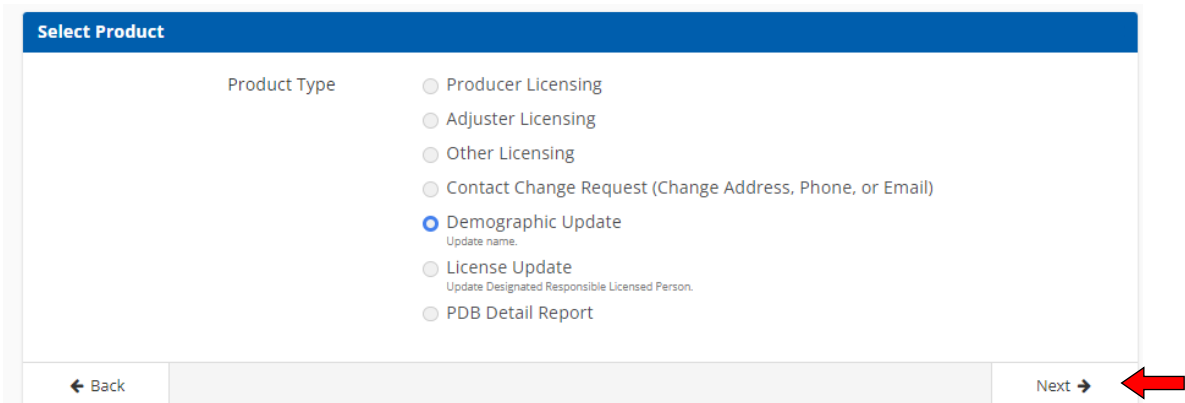 Select Product
Product Type
Producer Licensing
Adjuster Licensing
Other Licensing
Contact Change Request (Change Address, Phone, or Email)
Demographic Update
Update name.
License Update
Update Designated Responsible Licensed Person.
PDB Detail Report
Back
Next